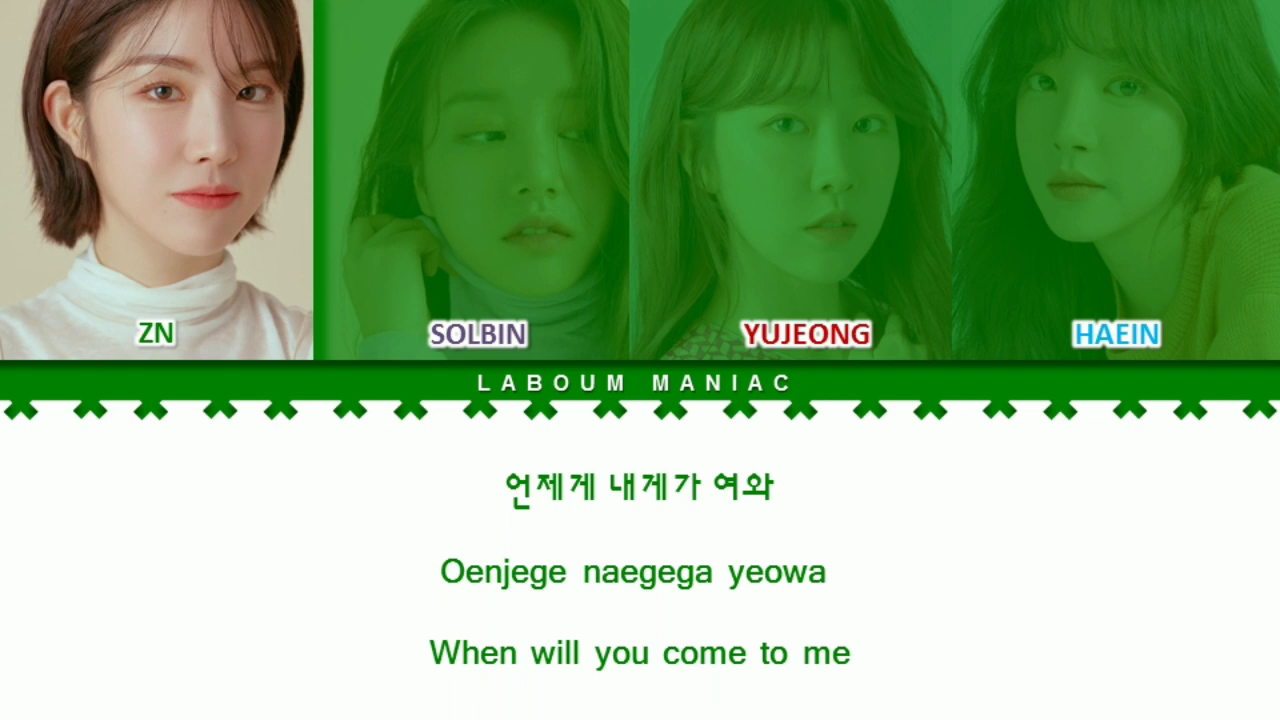 ZN
SOLBIN
YUJEONG
HAEIN
LABOUM MANIAC
언제게 내게가 여와
Oenjege naegega yeowa
When will you come to me